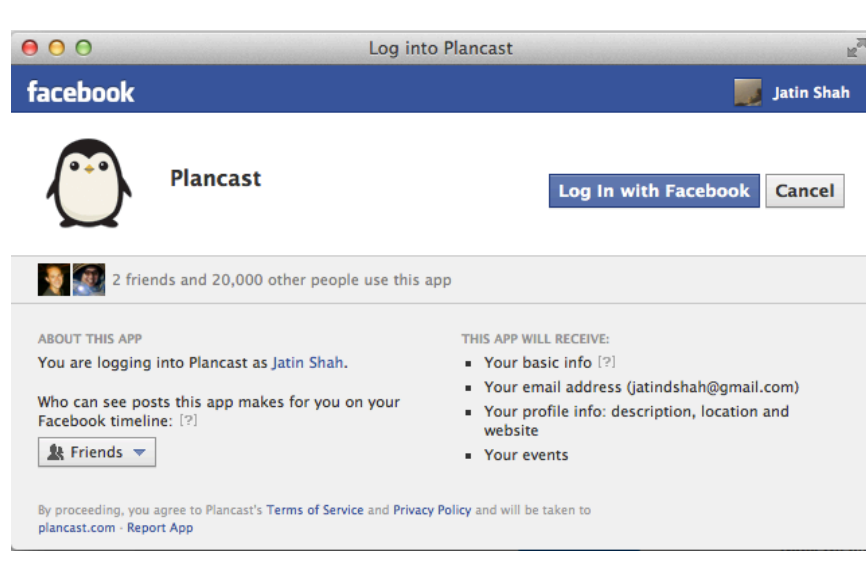 Log into Plancast
facebook
Jatin Shah
Plancast
Log In with Facebook
Cancel
2 friends and 20,000 other people use this app
ABOUT THIS APP
You are logging into Plancast as Jatin Shah.
Who can see posts this app makes for you on your
Facebook timeline: [?]
Friends
THIS APP WILL RECEIVE:
Your basic info [?]
Your email address (jatindshah@gmail.com)
Your profile info: description, location and
website
Your events
By proceeding, you agree to Plancast's Terms of Service and Privacy Policy and will be taken to
plancast.com · Report App